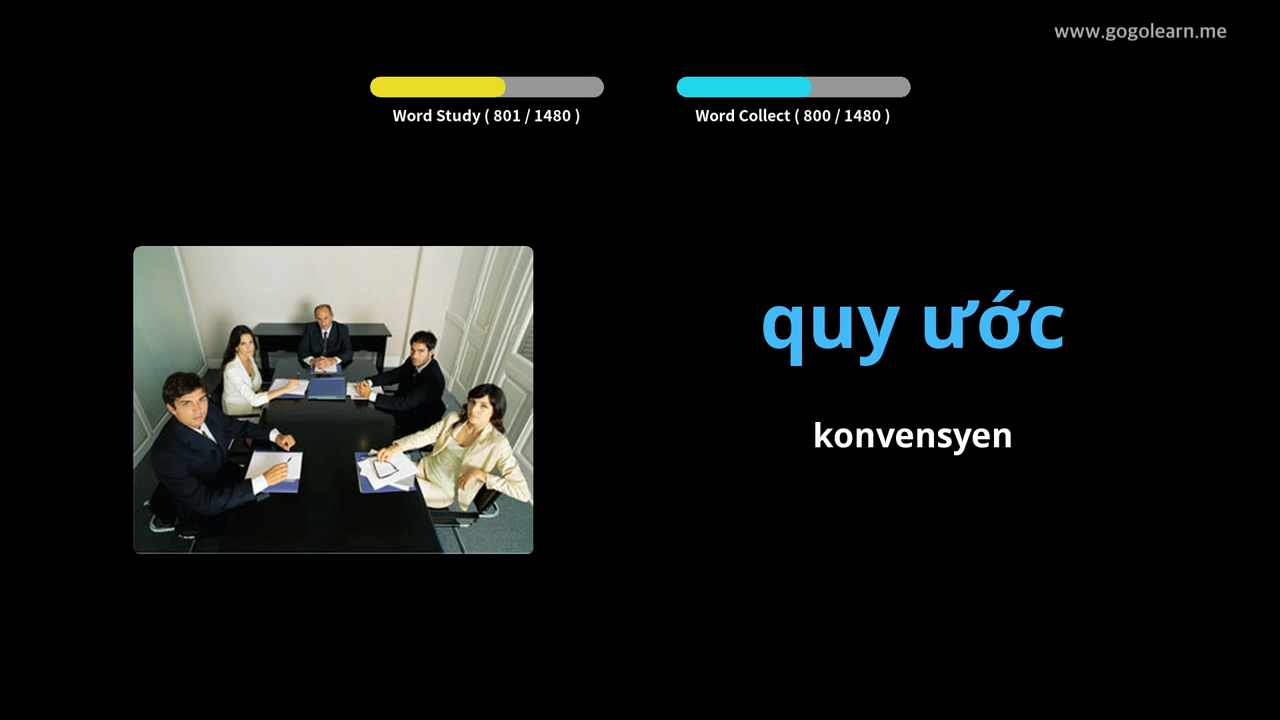 www.gogolearn.me
Word Study ( 801 / 1480 )
Word Collect ( 800 / 1480 )
quy ước
konvensyen